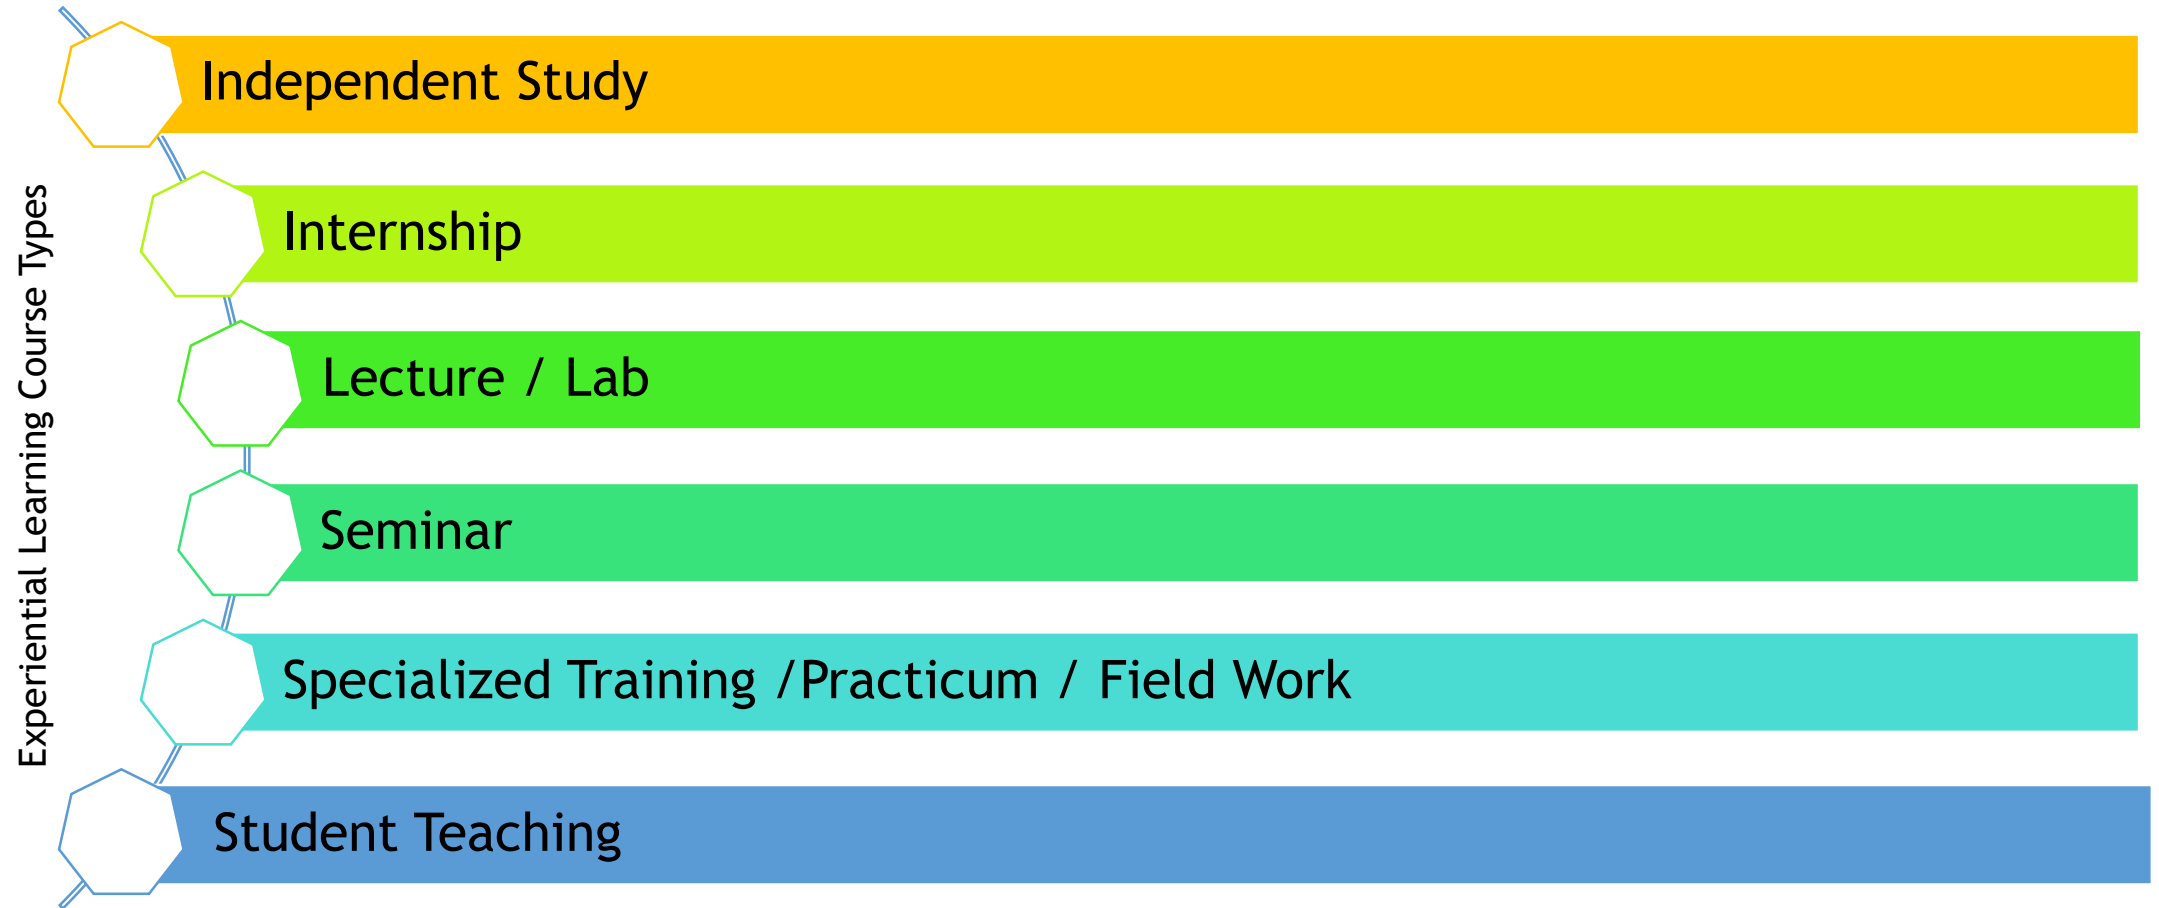 Experiential Learning Course Types
Independent Study
Internship
Lecture / Lab
Seminar
Specialized Training /Practicum / Field Work
Student Teaching